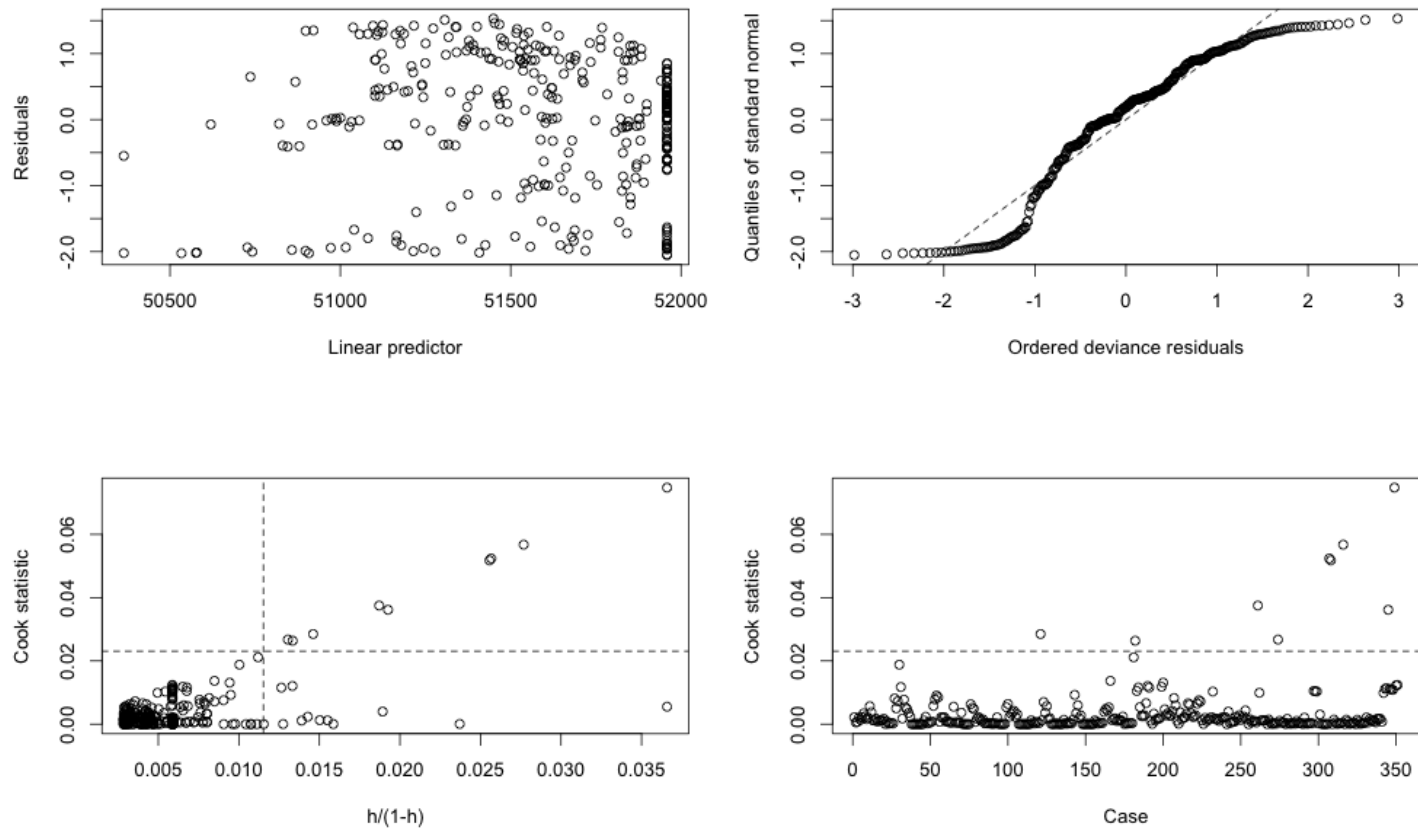 Residuals
1.0
0.0
-1.0
-2.0
50500 51000 51500 52000
Linear predictor
Quantiles of standard normal
1.0
0.0
-1.0
-2.0
-3 -2 -1 0 1 2 3
Ordered deviance residuals
Cook statistic
0.06
0.04
0.02
0.00
0.005 0.010 0.015 0.020 0.025 0.030 0.035
h/(1-h)
Cook statistic
0.06
0.04
0.02
0.00
0 50 100 150 200 250 300 350
Case